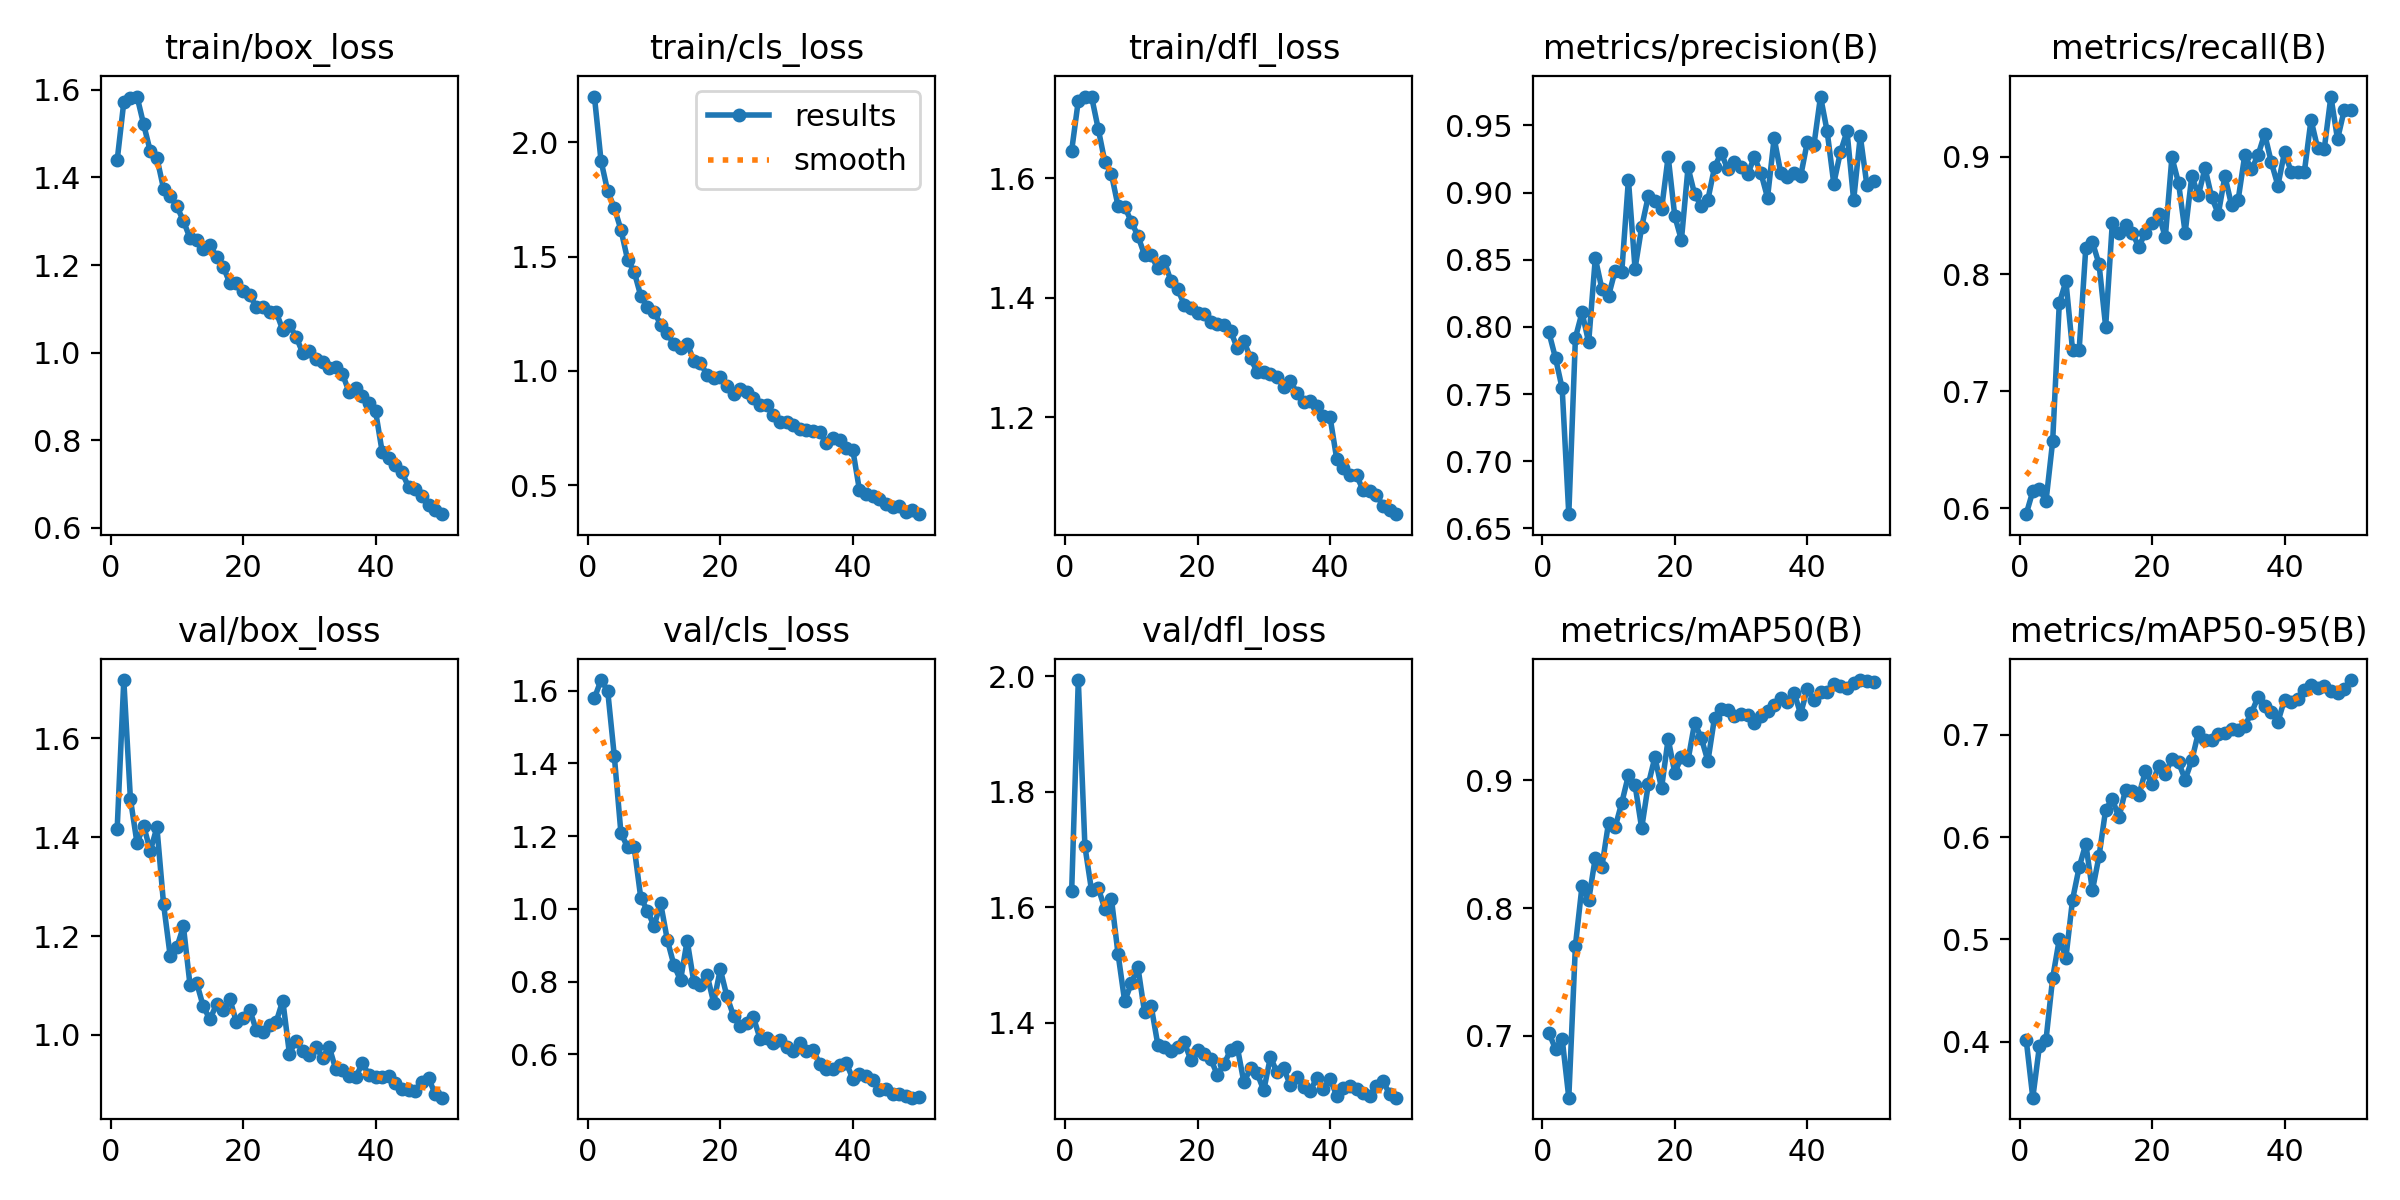 train/box_loss
1.6
1.4
1.2
1.0
0.8
0.6
0 20 40
train/cls_loss
results
smooth
2.0
1.5
1.0
0.5
0 20 40
train/dfl_loss
1.6
1.4
1.2
0 20 40
metrics/precision(B)
0.95
0.90
0.85
0.80
0.75
0.70
0.65
0 20 40
metrics/recall(B)
0.9
0.8
0.7
0.6
0 20 40
val/box_loss
1.6
1.4
1.2
1.0
0 20 40
val/cls_loss
1.6
1.4
1.2
1.0
0.8
0.6
0 20 40
val/dfl_loss
2.0
1.8
1.6
1.4
0 20 40
metrics/mAP50(B)
0.9
0.8
0.7
0 20 40
metrics/mAP50-95(B)
0.7
0.6
0.5
0.4
0 20 40